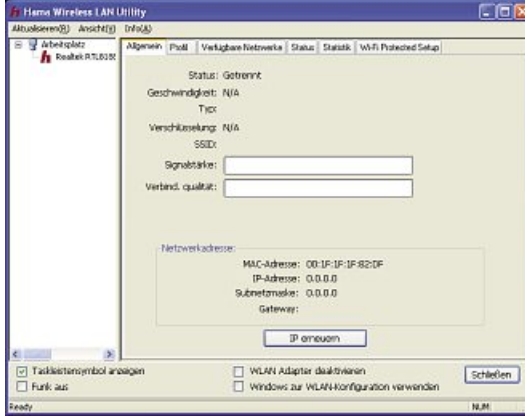 Hama Wireless LAN Utility
Aktualisieren(R) Ansicht(V) Info(A)
Arbeitsplatz
Realtek RTL8188
Allgemein Profil Verfügbare Netzwerke Status Statistik Wi-Fi Protected Setup
Status: Getrennt
Geschwindigkeit: N/A
Typ:
Verschlüsselung: N/A
SSID:
Signalstärke:
Verbind. qualität:
Netzwerkadresse:
MAC-Adresse: 00:1F:1F:1F:82:DF
IP-Adresse: 0.0.0.0
Subnetzmaske: 0.0.0.0
Gateway:
IP erneuern
Taskleistensymbol anzeigen
Funk aus
WLAN Adapter deaktivieren
Windows zur WLAN-Konfiguration verwenden
Schließen
Ready NUM